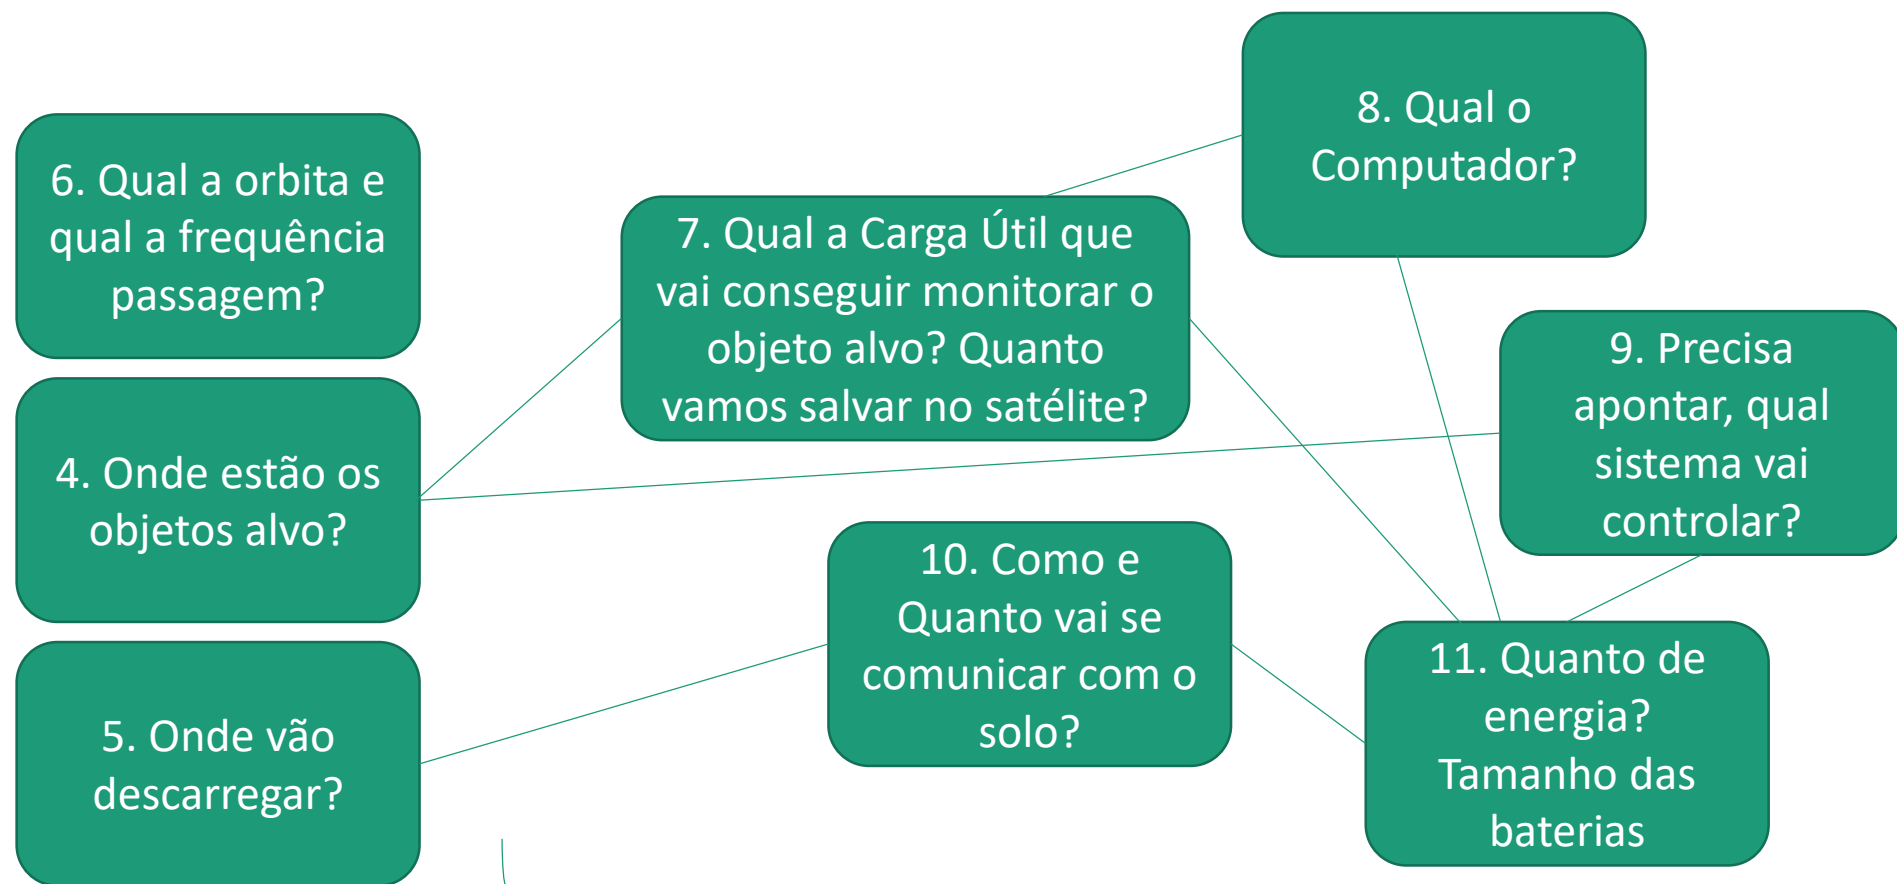 6. Qual a orbita e
qual a frequência
passagem?
4. Onde estão os
objetos alvo?
5. Onde vão
descarregar?
7. Qual a Carga Útil que
vai conseguir monitorar o
objeto alvo? Quanto
vamos salvar no satélite?
8. Qual o
Computador?
9. Precisa
apontar, qual
sistema vai
controlar?
10. Como e
Quanto vai se
comunicar com o
solo?
11. Quanto de
energia?
Tamanho das
baterias